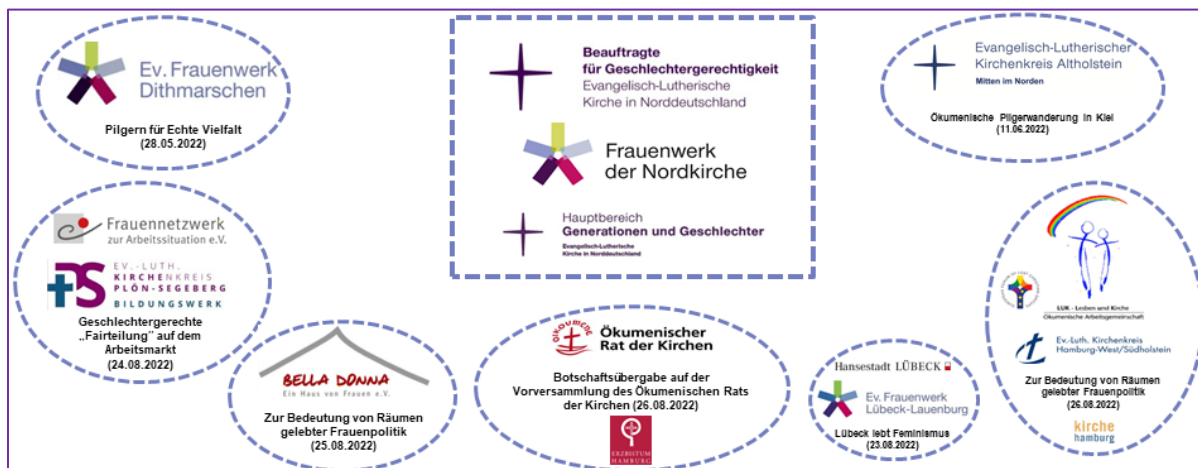 Ev. Frauenwerk
Dithmarschen
Pilgern für Echte Vielfalt
(28.05.2022)
Beauftragte
für Geschlechtergerechtigkeit
Evangelisch-Lutherische
Kirche in Norddeutschland
Frauenwerk
der Nordkirche
Hauptbereich
Generationen und Geschlechter
Evangelisch-Lutherische
Kirche in Norddeutschland
Evangelisch-Lutherischer
Kirchenkreis Altholstein
Mitten im Norden
Ökumenische Pilgerwanderung in Kiel
(11.06.2022)
Frauennetzwerk
zur Arbeitssituation e.V.
PS
EV.-LUTH.
KIRCHENKREIS
PLÖN-SEGEBERG
BILDUNGSWERK
Geschlechtergerechte
„Fairteilung" auf dem
Arbeitsmarkt
(24.08.2022)
BELLA DONNA
Ein Haus von Frauen e.V.
Zur Bedeutung von Räumen
gelebter Frauenpolitik
(25.08.2022)
OIKOUMENE
Ökumenischer
Rat der Kirchen
Botschaftsübergabe auf der
Vorversammlung des Ökumenischen Rats
der Kirchen (26.08.2022)
ERZBISTUM
HAMBURG
Hansestadt LÜBECK
Ev. Frauenwerk
Lübeck-Lauenburg
Lübeck lebt Feminismus
(23.08.2022)
LUK - Lesben und Kirche
Ökumenische Arbeitsgemeinschaft
Ev.-Luth. Kirchenkreis
Hamburg-West/Südholstein
Zur Bedeutung von Räumen
gelebter Frauenpolitik
(26.08.2022)
kirche
hamburg